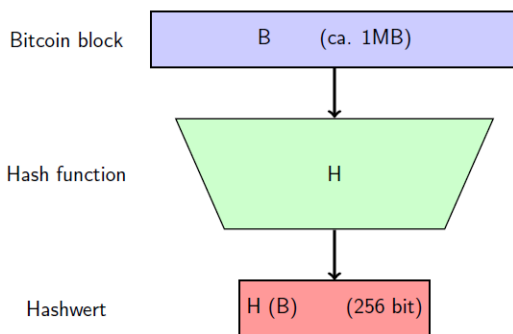 Bitcoin block B (ca. 1MB)
Hash function H
Hashwert H (B) (256 bit)